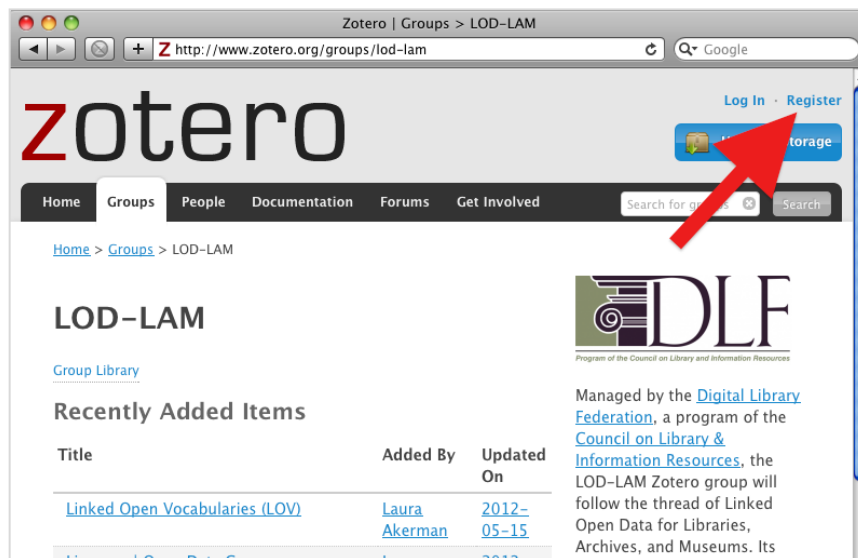 Zotero | Groups > LOD-LAM
http://www.zotero.org/groups/lod-lam
Google
zotero
Log In · Register
Home Groups People Documentation Forums Get Involved
Search for Search
Home > Groups > LOD-LAM
LOD-LAM
Group Library
Recently Added Items
Title Added By Updated On
Linked Open Vocabularies (LOV) Laura Akerman 2012-05-15
DLF
Program of the Council on Library and Information Resources
Managed by the Digital Library
Federation, a program of the
Council on Library &
Information Resources, the
LOD-LAM Zotero group will
follow the thread of Linked
Open Data for Libraries,
Archives, and Museums. Its